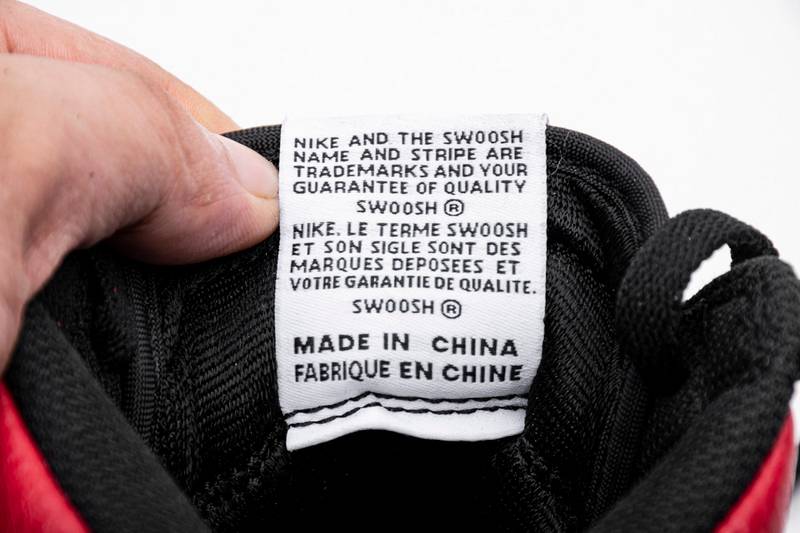 NIKE AND THE SWOOSH
NAME AND STRIPE ARE
TRADEMARKS AND YOUR
GUARANTEE OF QUALITY
SWOOSH ®
NIKE. LE TERME SWOOSH
ET SON SIGLE SONT DES
MARQUES DEPOSEES ET
VOTRE GARANTIE DE QUALITE.
SWOOSH ®
MADE IN CHINA
FABRIQUE EN CHINE